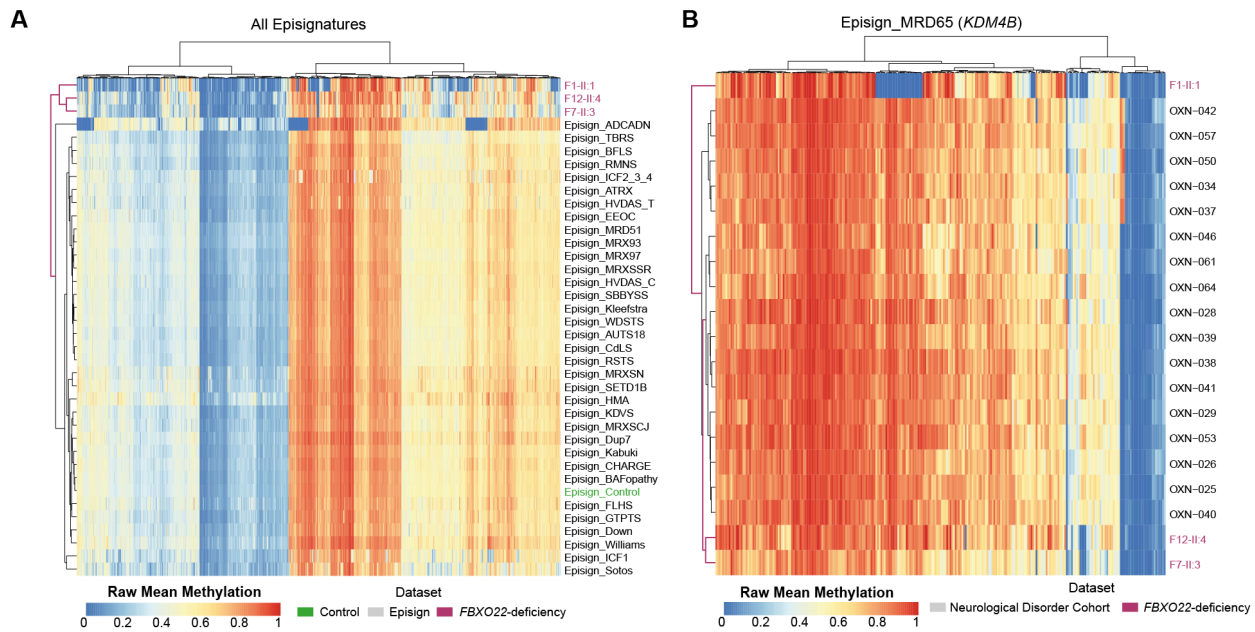 A
All Episignatures
F1-II;1
F12-II:4
F7-II:3
Episign_ADCADN
Episign_TBRS
Episign_BFLS
Episign_RMNS
Episign_ICF2_3_4
Episign_ATRX
Episign_HVDAS_T
Episign_EEOC
Episign_MRD51
Episign_MRX93
Episign_MRX97
Episign_MRXSSR
Episign_HVDAS_C
Episign_SBBYSS
Episign_Kleefstra
Episign_WDSTS
Episign_AUTS18
Episign_CdLS
Episign_RSTS
Episign_MRXSN
Episign_SETD1B
Episign_HMA
Episign_KDVS
Episign_MRXSCJ
Episign_Dup7
Episign_Kabuki
Episign_CHARGE
Episign_BAFopathy
Episign_Control
Episign_FLHS
Episign_GTPTS
Episign_Down
Episign_Williams
Episign_ICF1
Episign_Sotos
Raw Mean Methylation
0 0.2 0.4 0.6 0.8 1
Dataset
Control Episign FBXO22-deficiency
B
Episign_MRD65 (KDM4B)
F1-II:1
OXN-042
OXN-057
OXN-050
OXN-034
OXN-037
OXN-046
OXN-061
OXN-064
OXN-028
OXN-039
OXN-038
OXN-041
OXN-029
OXN-053
OXN-026
OXN-025
OXN-040
F12-II:4
F7-II:3
Raw Mean Methylation
0 0.2 0.4 0.6 0.8 1
Dataset
Neurological Disorder Cohort FBXO22-deficiency